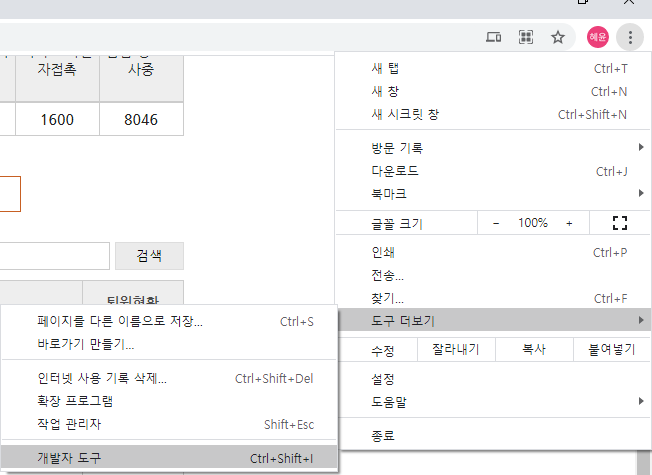 혜윤
자접촉
사중
1600
8046
검색
퇴원현황
새 탭 Ctrl+T
새 창 Ctrl+N
새 시크릿 창 Ctrl+Shift+N
방문 기록
다운로드 Ctrl+J
북마크
글꼴 크기 - 100% +
인쇄 Ctrl+P
전송...
찾기... Ctrl+F
도구 더보기
수정 잘라내기 복사 붙여넣기
설정
도움말
종료
페이지를 다른 이름으로 저장... Ctrl+S
바로가기 만들기...
인터넷 사용 기록 삭제... Ctrl+Shift+Del
확장 프로그램
작업 관리자 Shift+Esc
개발자 도구 Ctrl+Shift+I